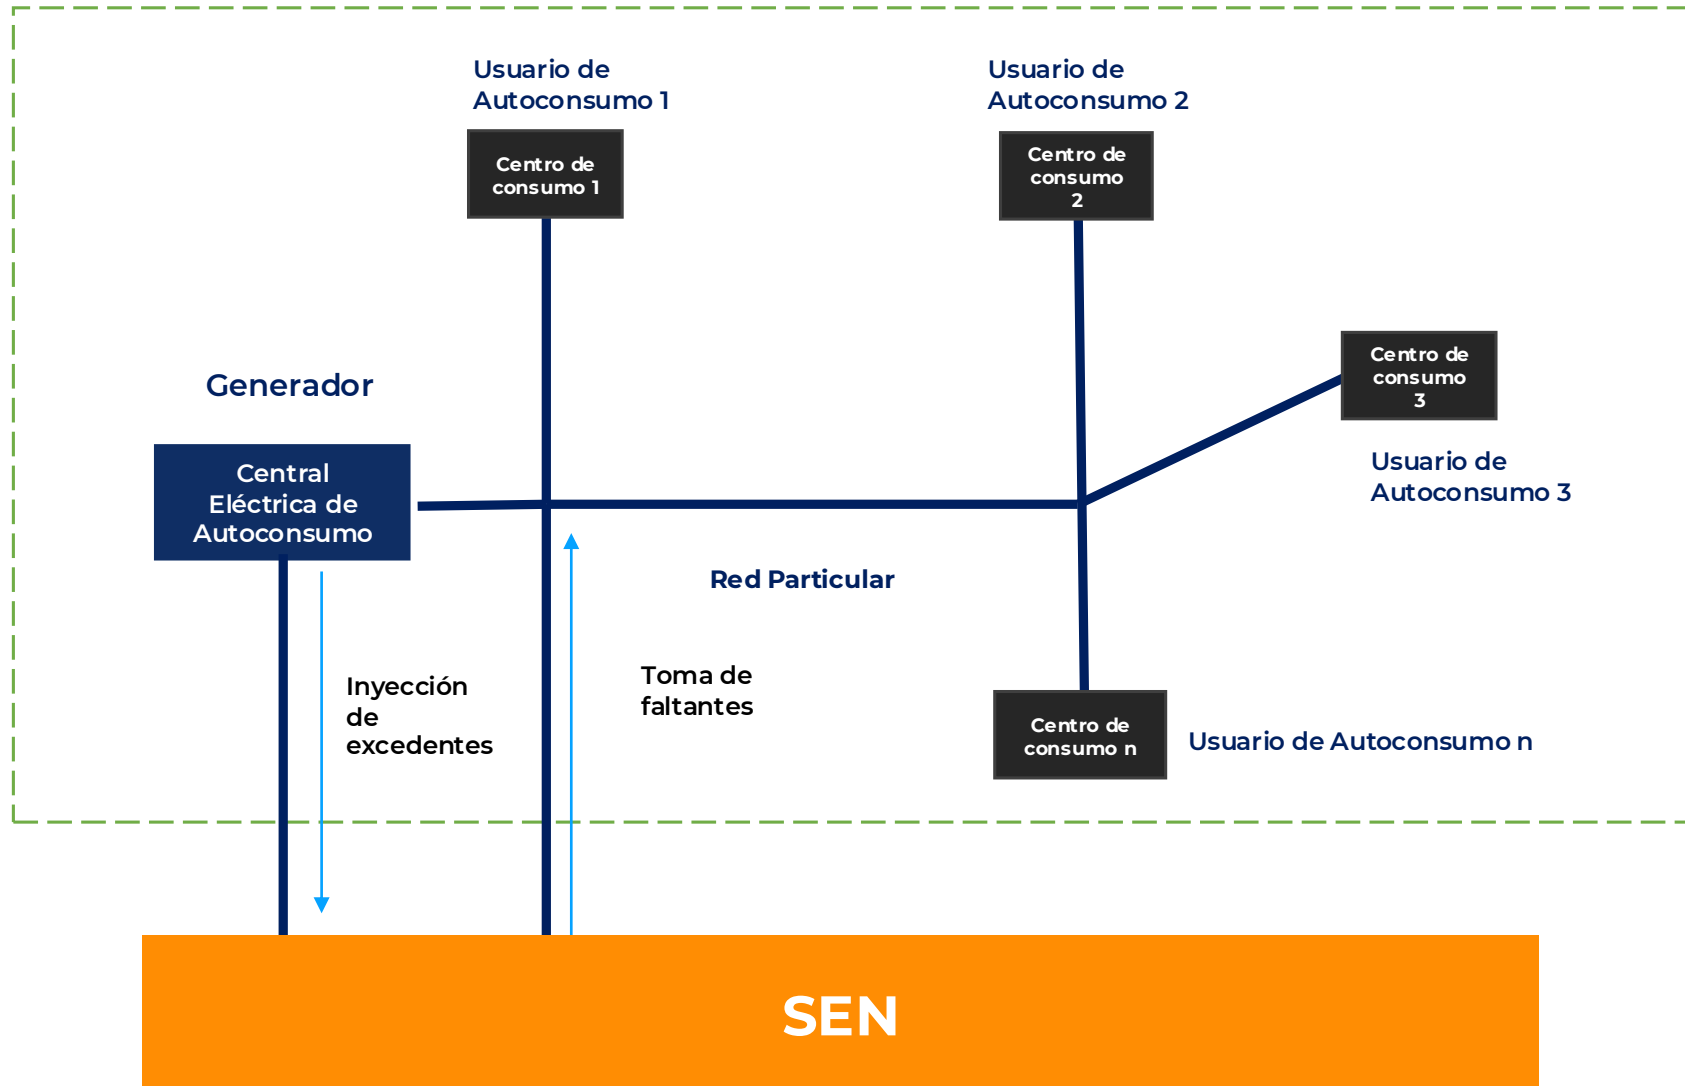 Usuario de
Autoconsumo 1
Centro de
consumo 1
Usuario de
Autoconsumo 2
Centro de
consumo
2
Centro de
consumo
3
Usuario de
Autoconsumo 3
Generador
Central
Eléctrica de
Autoconsumo
Red Particular
Inyección
de
excedentes
Toma de
faltantes
Centro de
consumo n
Usuario de Autoconsumo n
SEN